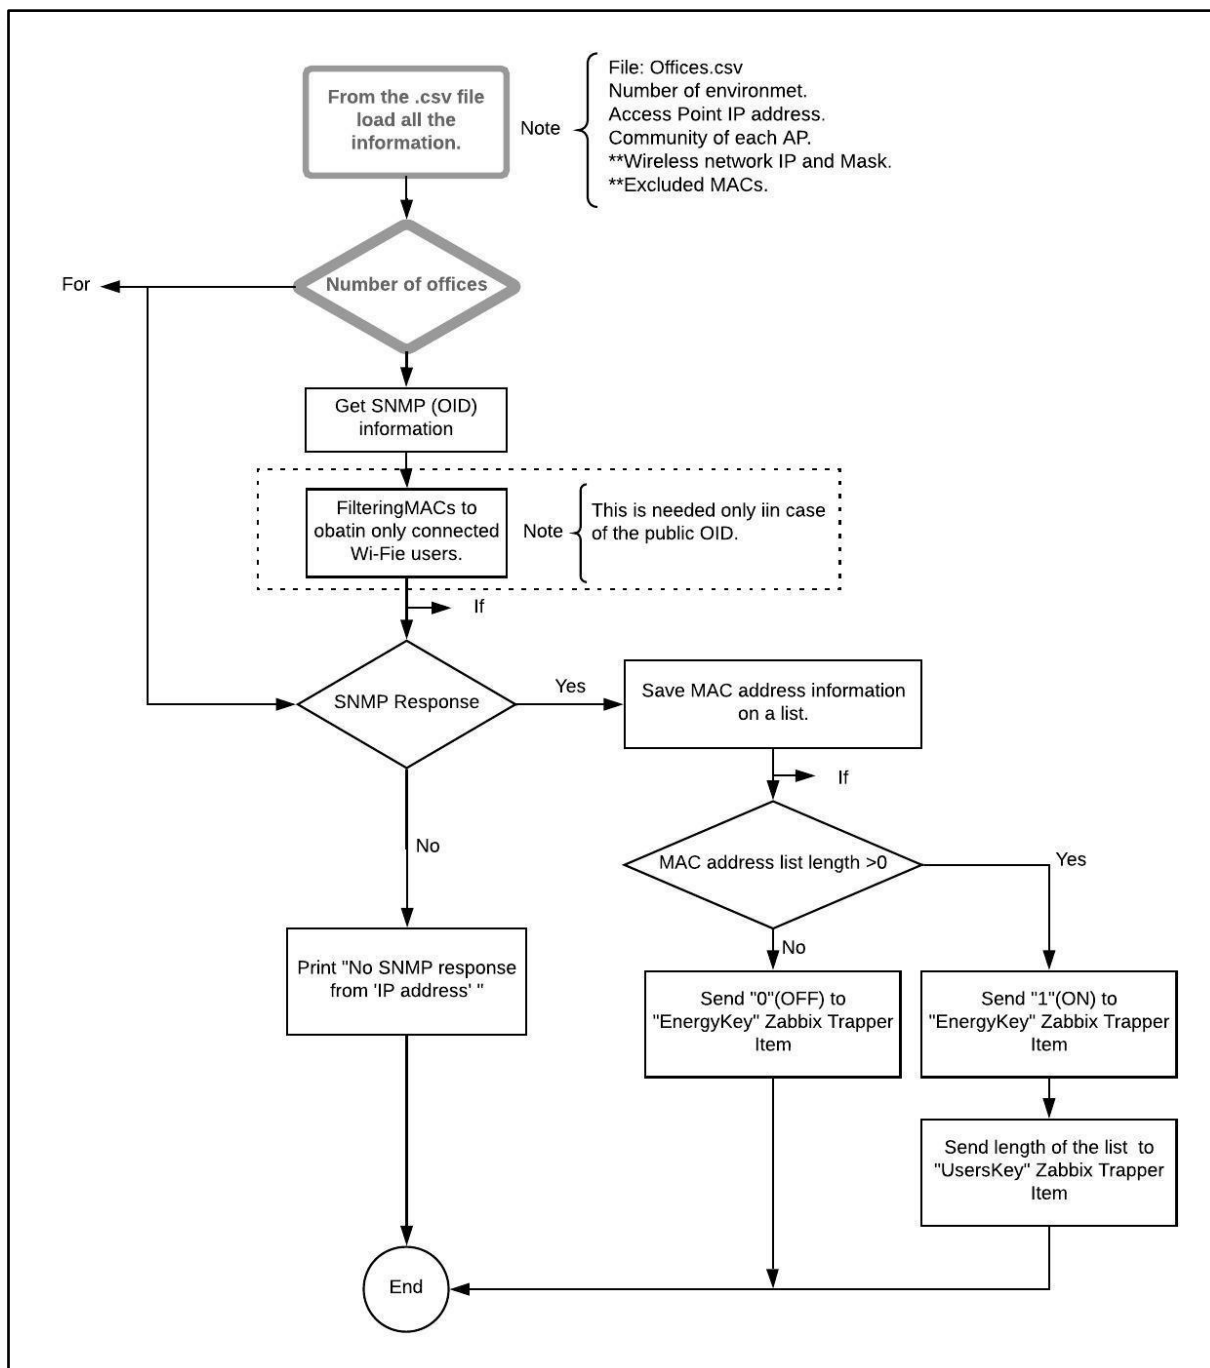 From the .csv file
load all the
information.
Note
File: Offices.csv
Number of environmet.
Access Point IP address.
Community of each AP.
**Wireless network IP and Mask.
**Excluded MACs.
For
Number of offices
Get SNMP (OID)
information
FilteringMACs to
obatin only connected
Wi-Fie users.
Note
This is needed only iin case
of the public OID.
If
SNMP Response
Yes
Save MAC address information
on a list.
If
No
MAC address list length >0
Yes
No
Print "No SNMP response
from 'IP address' "
Send "0"(OFF) to
"EnergyKey" Zabbix Trapper
Item
Send "1"(ON) to
"EnergyKey" Zabbix Trapper
Item
Send length of the list to
"UsersKey" Zabbix Trapper
Item
End